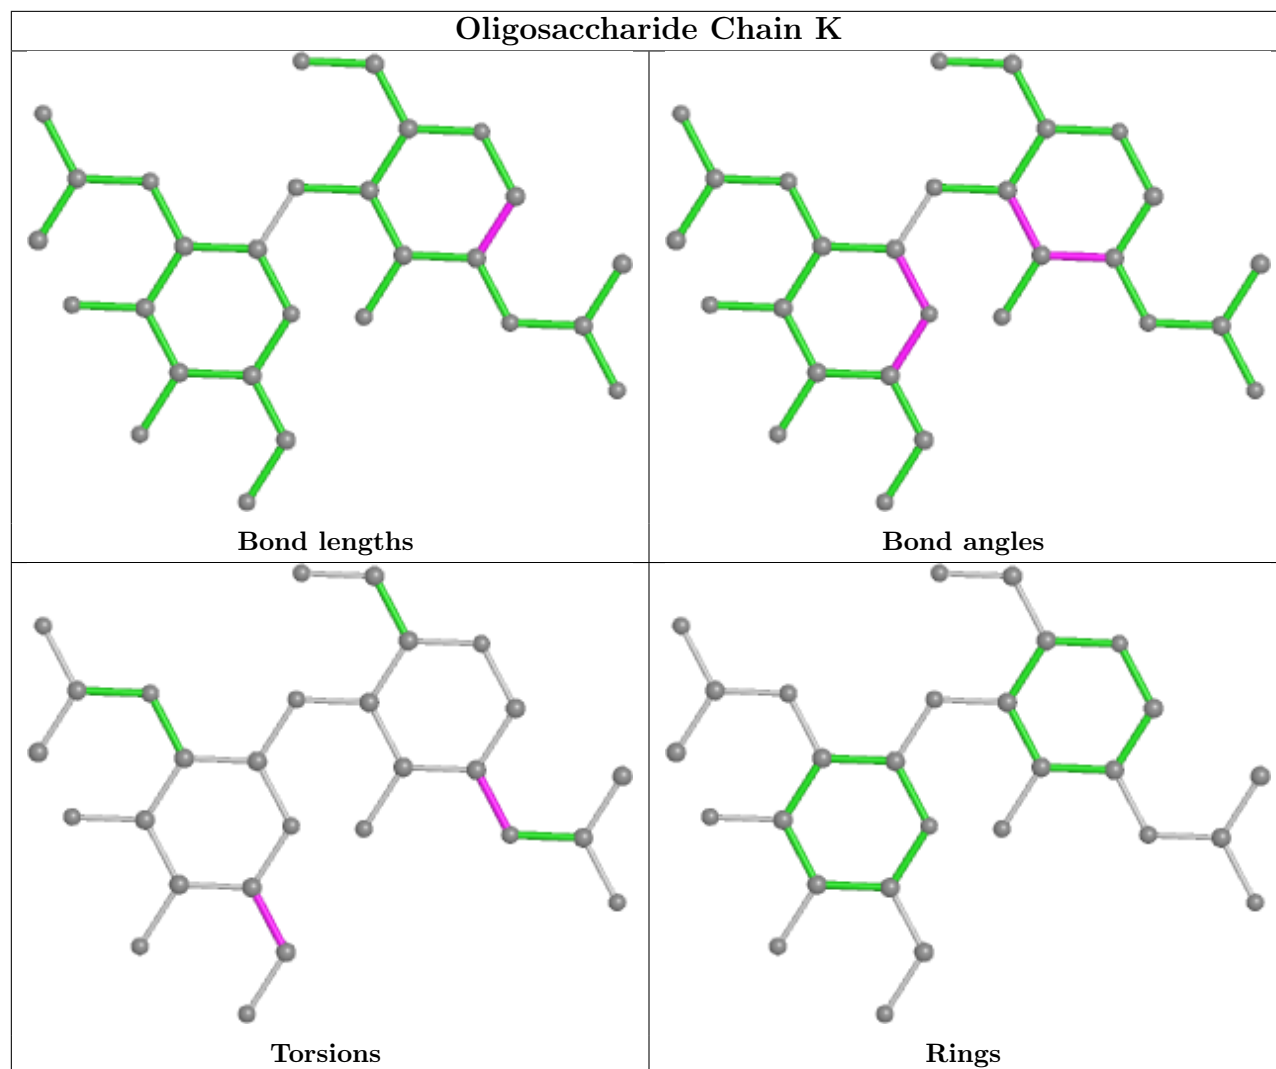 Oligosaccharide Chain K
Bond lengths
Bond angles
Torsions
Rings